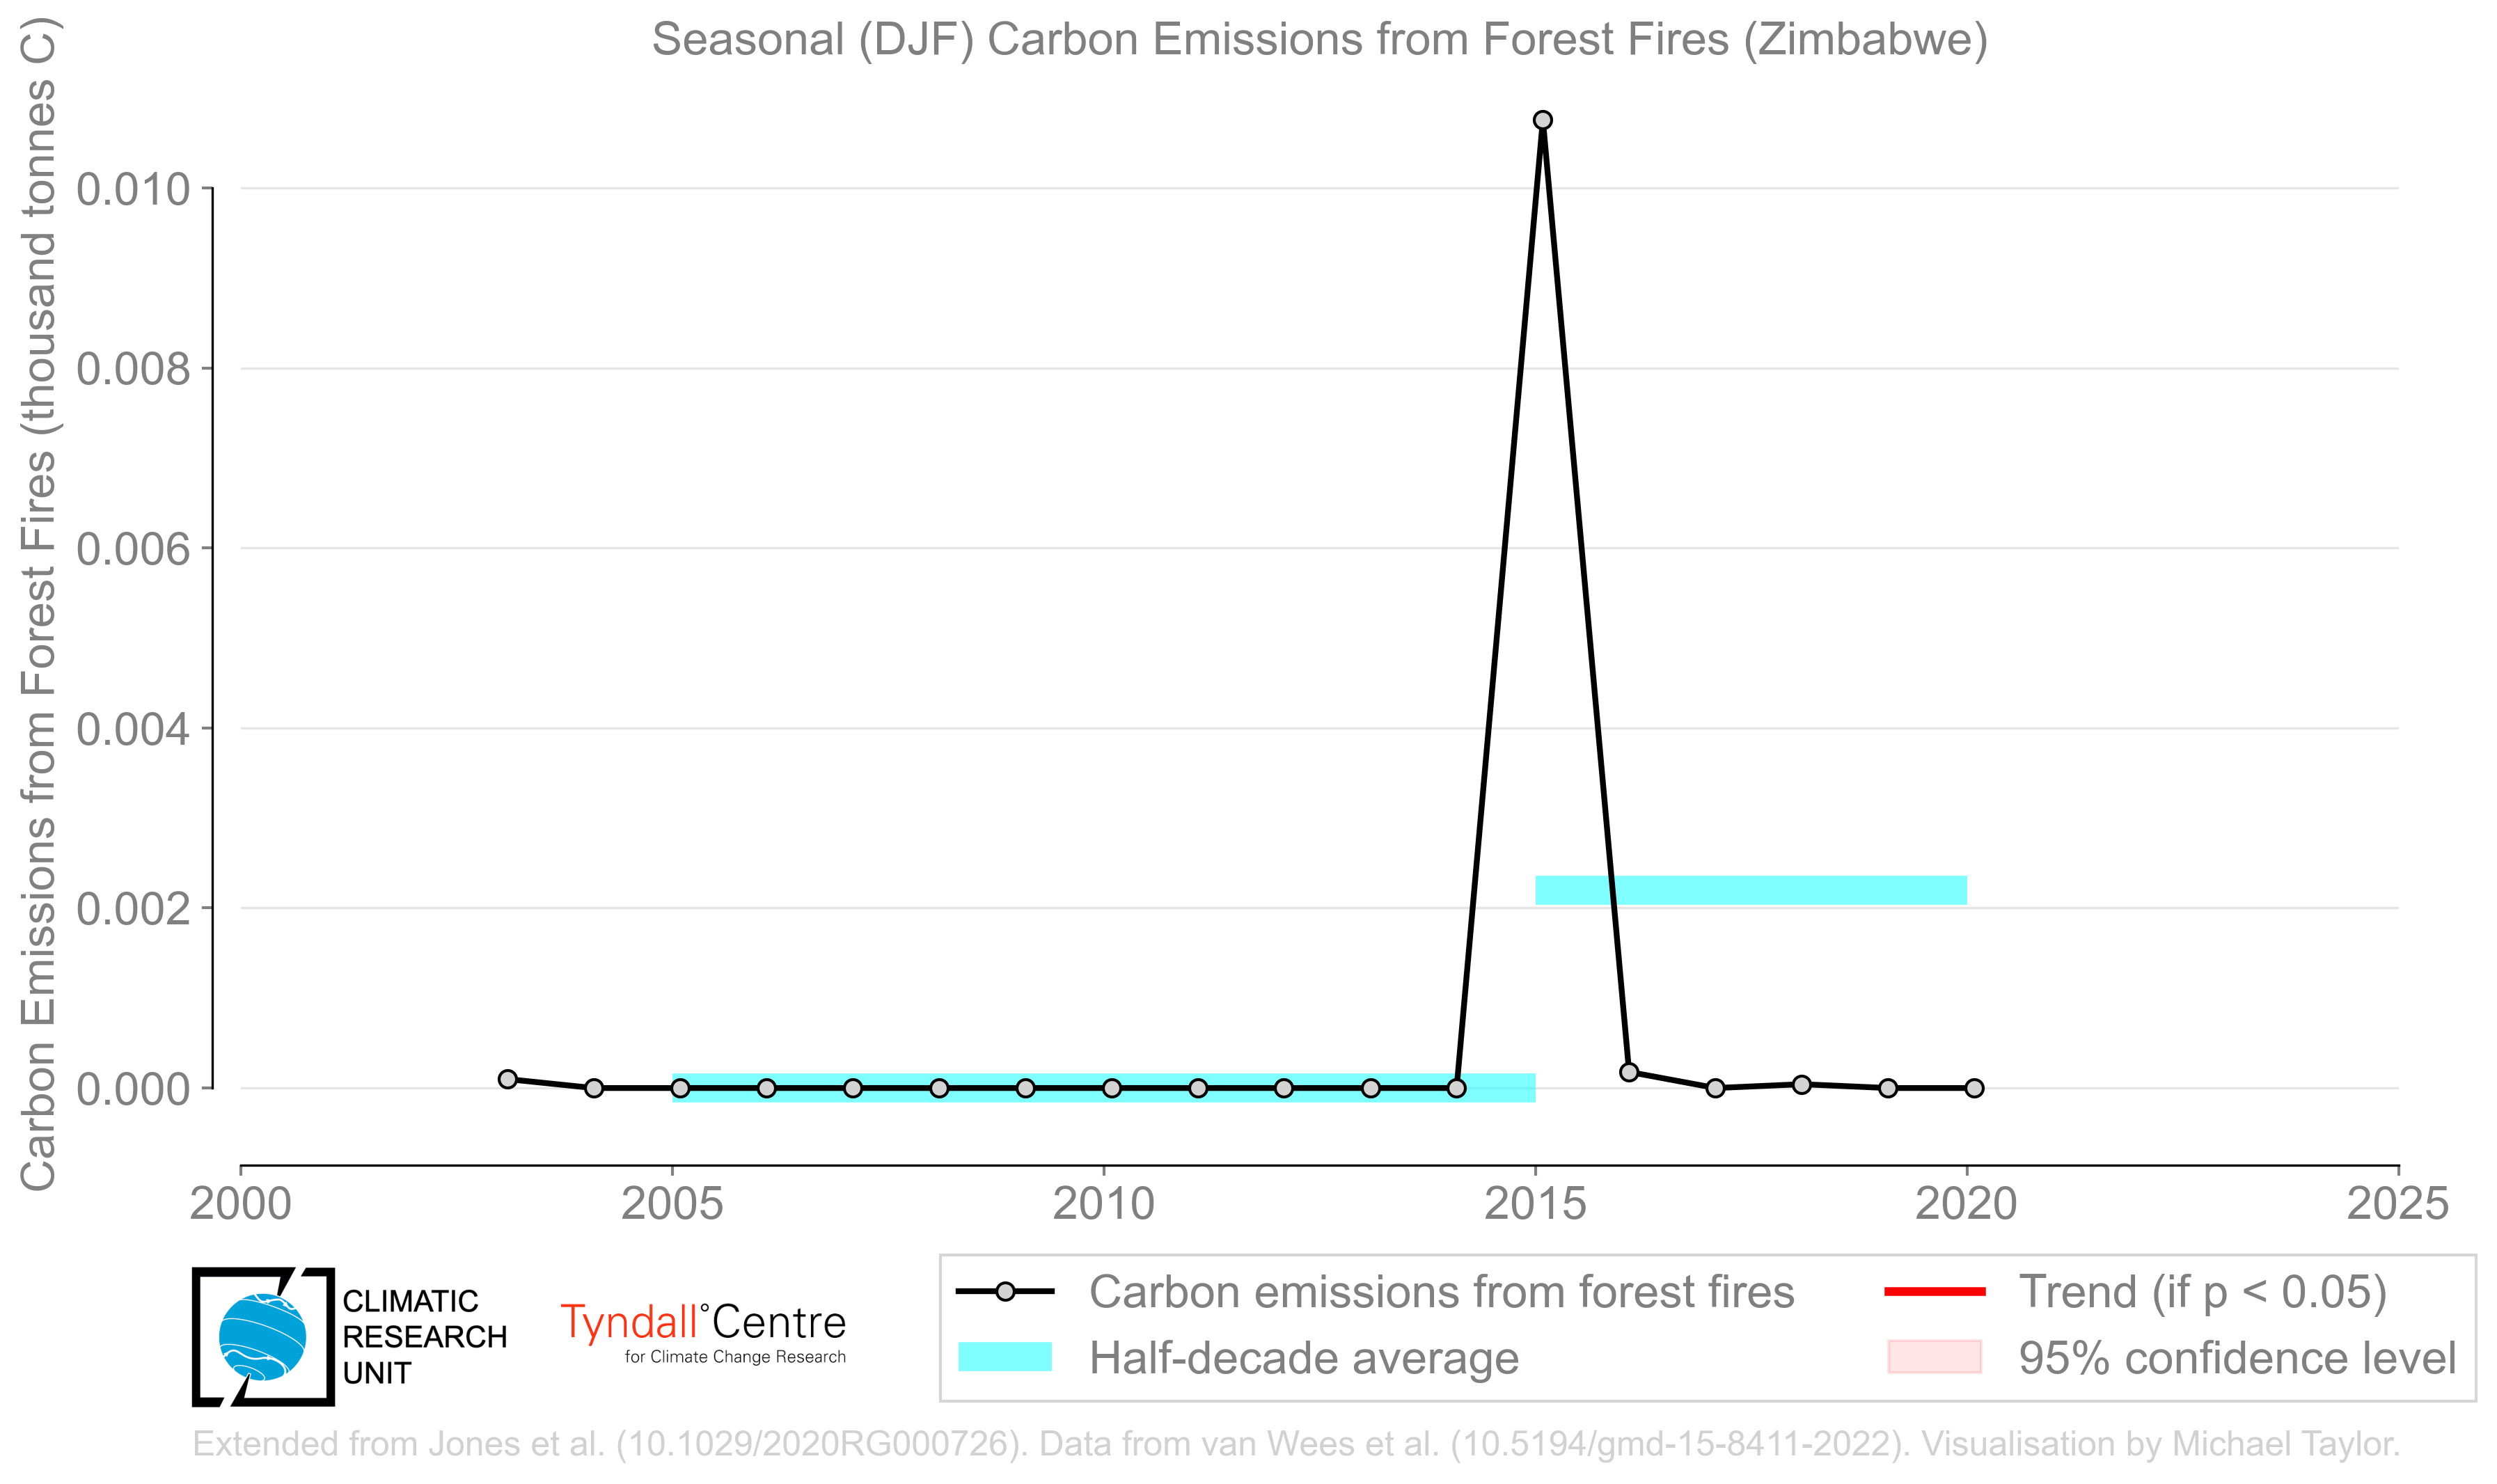 Seasonal (DJF) Carbon Emissions from Forest Fires (Zimbabwe)
Carbon Emissions from Forest Fires (thousand tonnes C)
0.010
0.008
0.006
0.004
0.002
0.000
2000
2005
2010
2015
2020
2025
CLIMATIC
RESEARCH
UNIT
Tyndall°Centre
for Climate Change Research
Carbon emissions from forest fires
Half-decade average
Trend (if p < 0.05)
95% confidence level
Extended from Jones et al. (10.1029/2020RG000726). Data from van Wees et al. (10.5194/gmd-15-8411-2022). Visualisation by Michael Taylor.